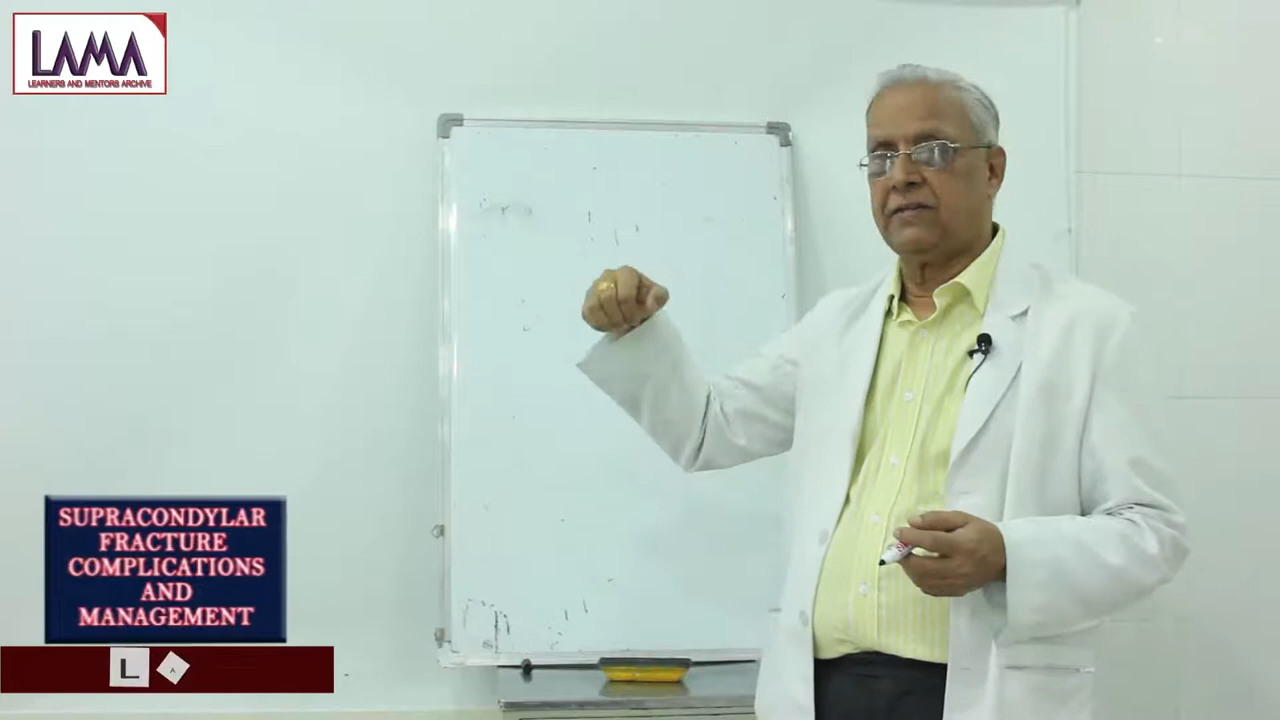 LAMA
LEARNERS AND MENTORS ARCHIVE
SUPRACONDYLAR
FRACTURE
COMPLICATIONS
AND
MANAGEMENT
L A